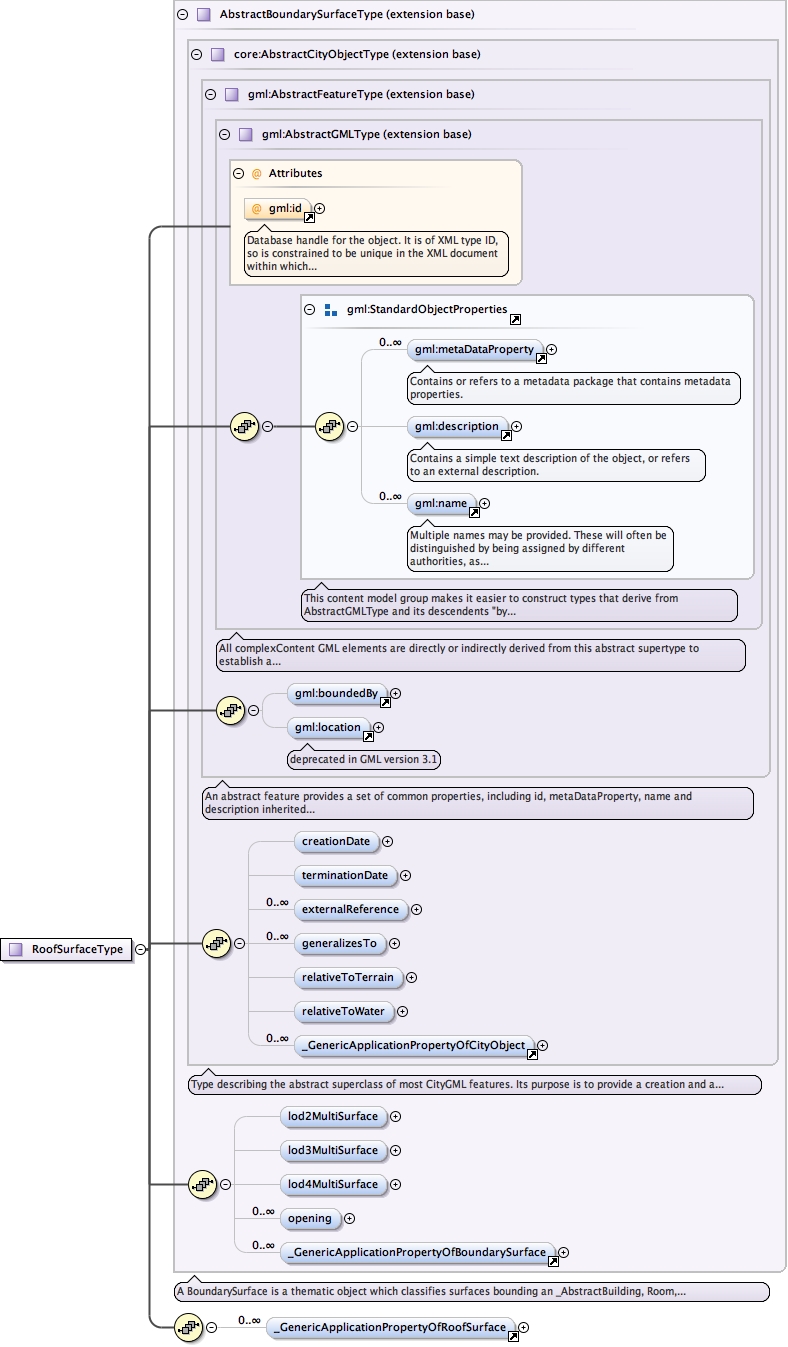 AbstractBoundarySurfaceType (extension base)
core:AbstractCityObjectType (extension base)
gml:AbstractFeatureType (extension base)
gml:AbstractGMLType (extension base)
@ Attributes
@ gml:id
Database handle for the object. It is of XML type ID,
so is constrained to be unique in the XML document
within which...
gml:StandardObjectProperties
0..∞
gml:metaDataProperty
Contains or refers to a metadata package that contains metadata
properties.
gml:description
Contains a simple text description of the object, or refers
to an external description.
0..∞
gml:name
Multiple names may be provided. These will often be
distinguished by being assigned by different
authorities, as...
This content model group makes it easier to construct types that derive from
AbstractGMLType and its descendents "by...
All complexContent GML elements are directly or indirectly derived from this abstract supertype to
establish a...
gml:boundedBy
gml:location
deprecated in GML version 3.1
An abstract feature provides a set of common properties, including id, metaDataProperty, name and
description inherited...
creationDate
terminationDate
0..∞
externalReference
0..∞
generalizesTo
RoofSurfaceType
relativeToTerrain
relativeToWater
0..∞
_GenericApplicationPropertyOfCityObject
Type describing the abstract superclass of most CityGML features. Its purpose is to provide a creation and a...
lod2MultiSurface
lod3MultiSurface
lod4MultiSurface
0..∞
opening
0..∞
_GenericApplicationPropertyOfBoundarySurface
A BoundarySurface is a thematic object which classifies surfaces bounding an _AbstractBuilding, Room,...
0..∞
_GenericApplicationPropertyOfRoofSurface